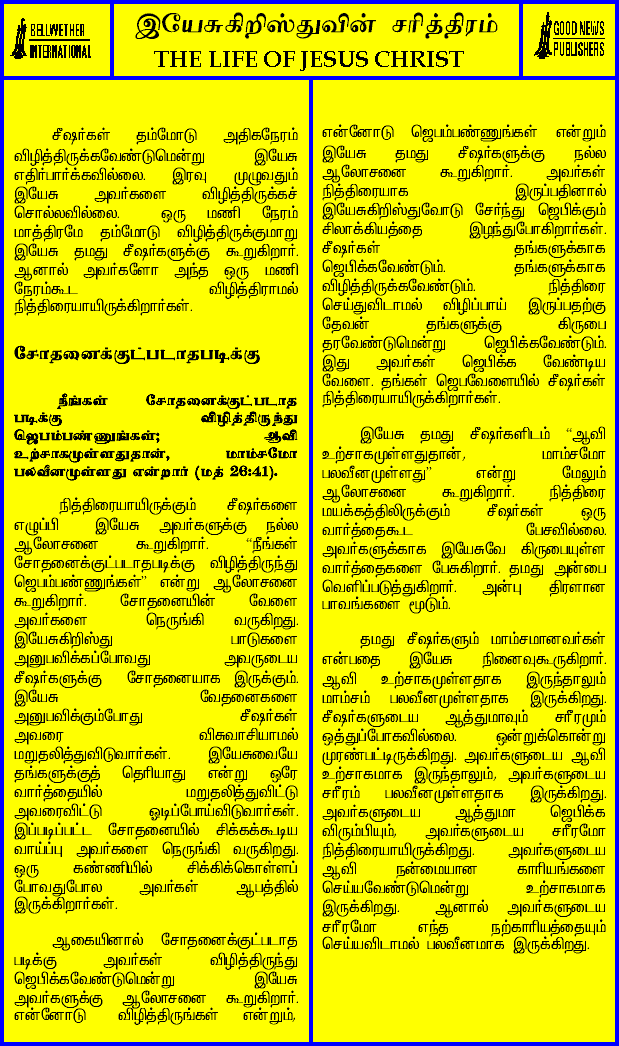 BELLWETHER
INTERNATIONAL
இயேசுகிறிஸ்துவின் சரித்திரம்
THE LIFE OF JESUS CHRIST
GOOD NEWS
PUBLISHERS
சீஷர்கள் தம்மோடு அதிகநேரம்
விழித்திருக்கவேண்டுமென்று இயேசு
எதிர்பார்க்கவில்லை. இரவு முழுவதும்
இயேசு அவர்களை விழித்திருக்கச்
சொல்லவில்லை. ஒரு மணி நேரம்
மாத்திரமே தம்மோடு விழித்திருக்குமாறு
இயேசு தமது சீஷர்களுக்கு கூறுகிறார்.
ஆனால் அவர்களோ அந்த ஒரு மணி
நேரம்கூட விழித்திராமல்
நித்திரையாயிருக்கிறார்கள்.
சோதனைக்குட்படாதபடிக்கு
நீங்கள் சோதனைக்குட்படாத
படிக்கு விழித்திருந்து
ஜெபம்பண்ணுங்கள்; ஆவி
உற்சாகமுள்ளதுதான், மாம்சமோ
பலவீனமுள்ளது என்றார் (மத் 26:41).
நித்திரையாயிருக்கும் சீஷர்களை
எழுப்பி இயேசு அவர்களுக்கு நல்ல
ஆலோசனை கூறுகிறார். “நீங்கள்
சோதனைக்குட்படாதபடிக்கு விழித்திருந்து
ஜெபம்பண்ணுங்கள்” என்று ஆலோசனை
கூறுகிறார். சோதனையின் வேளை
அவர்களை நெருங்கி வருகிறது.
இயேசுகிறிஸ்து பாடுகளை
அனுபவிக்கப்போவது அவருடைய
சீஷர்களுக்கு சோதனையாக இருக்கும்.
இயேசு வேதனைகளை
அனுபவிக்கும்போது சீஷர்கள்
அவரை விசுவாசியாமல்
மறுதலித்துவிடுவார்கள். இயேசுவையே
தங்களுக்குத் தெரியாது என்று ஒரே
வார்த்தையில் மறுதலித்துவிட்டு
அவரைவிட்டு ஓடிப்போய்விடுவார்கள்.
இப்படிப்பட்ட சோதனையில் சிக்கக்கூடிய
வாய்ப்பு அவர்களை நெருங்கி வருகிறது.
ஒரு கண்ணியில் சிக்கிக்கொள்ளப்
போவதுபோல அவர்கள் ஆபத்தில்
இருக்கிறார்கள்.
ஆகையினால் சோதனைக்குட்படாத
படிக்கு அவர்கள் விழித்திருந்து
ஜெபிக்கவேண்டுமென்று இயேசு
அவர்களுக்கு ஆலோசனை கூறுகிறார்.
என்னோடு விழித்திருங்கள் என்றும்,
என்னோடு ஜெபம்பண்ணுங்கள் என்றும்
இயேசு தமது சீஷர்களுக்கு நல்ல
ஆலோசனை கூறுகிறார். அவர்கள்
நித்திரையாக இருப்பதினால்
இயேசுகிறிஸ்துவோடு சேர்ந்து ஜெபிக்கும்
சிலாக்கியத்தை இழந்துபோகிறார்கள்.
சீஷர்கள் தங்களுக்காக
ஜெபிக்கவேண்டும். தங்களுக்காக
விழித்திருக்கவேண்டும். நித்திரை
செய்துவிடாமல் விழிப்பாய் இருப்பதற்கு
தேவன் தங்களுக்கு கிருபை
தரவேண்டுமென்று ஜெபிக்கவேண்டும்.
இது அவர்கள் ஜெபிக்க வேண்டிய
வேளை. தங்கள் ஜெபவேளையில் சீஷர்கள்
நித்திரையாயிருக்கிறார்கள்.
இயேசு தமது சீஷர்களிடம் “ஆவி
உற்சாகமுள்ளதுதான், மாம்சமோ
பலவீனமுள்ளது” என்று மேலும்
ஆலோசனை கூறுகிறார். நித்திரை
மயக்கத்திலிருக்கும் சீஷர்கள் ஒரு
வார்த்தைகூட பேசவில்லை.
அவர்களுக்காக இயேசுவே கிருபையுள்ள
வார்த்தைகளை பேசுகிறார். தமது அன்பை
வெளிப்படுத்துகிறார். அன்பு திரளான
பாவங்களை மூடும்.
தமது சீஷர்களும் மாம்சமானவர்கள்
என்பதை இயேசு நினைவுகூருகிறார்.
ஆவி உற்சாகமுள்ளதாக இருந்தாலும்
மாம்சம் பலவீனமுள்ளதாக இருக்கிறது.
சீஷர்களுடைய ஆத்துமாவும் சரீரமும்
ஒத்துப்போகவில்லை. ஒன்றுக்கொன்று
முரண்பட்டிருக்கிறது. அவர்களுடைய ஆவி
உற்சாகமாக இருந்தாலும், அவர்களுடைய
சரீரம் பலவீனமுள்ளதாக இருக்கிறது.
அவர்களுடைய ஆத்துமா ஜெபிக்க
விரும்பியும், அவர்களுடைய சரீரமோ
நித்திரையாயிருக்கிறது. அவர்களுடைய
ஆவி நன்மையான காரியங்களை
செய்யவேண்டுமென்று உற்சாகமாக
இருக்கிறது. ஆனால் அவர்களுடைய
சரீரமோ எந்த நற்காரியத்தையும்
செய்யவிடாமல் பலவீனமாக இருக்கிறது.